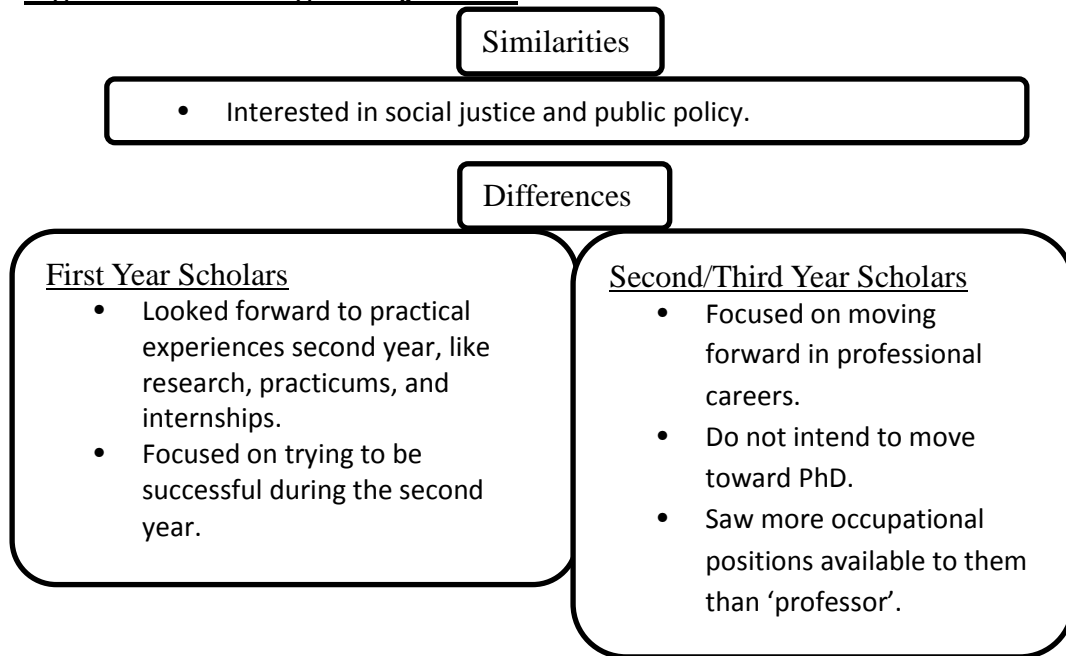 Similarities
• Interested in social justice and public policy.
Differences
First Year Scholars
• Looked forward to practical
experiences second year, like
research, practicums, and
internships.
• Focused on trying to be
successful during the second
year.
Second/Third Year Scholars
• Focused on moving
forward in professional
careers.
• Do not intend to move
toward PhD.
• Saw more occupational
positions available to them
than ‘professor’.